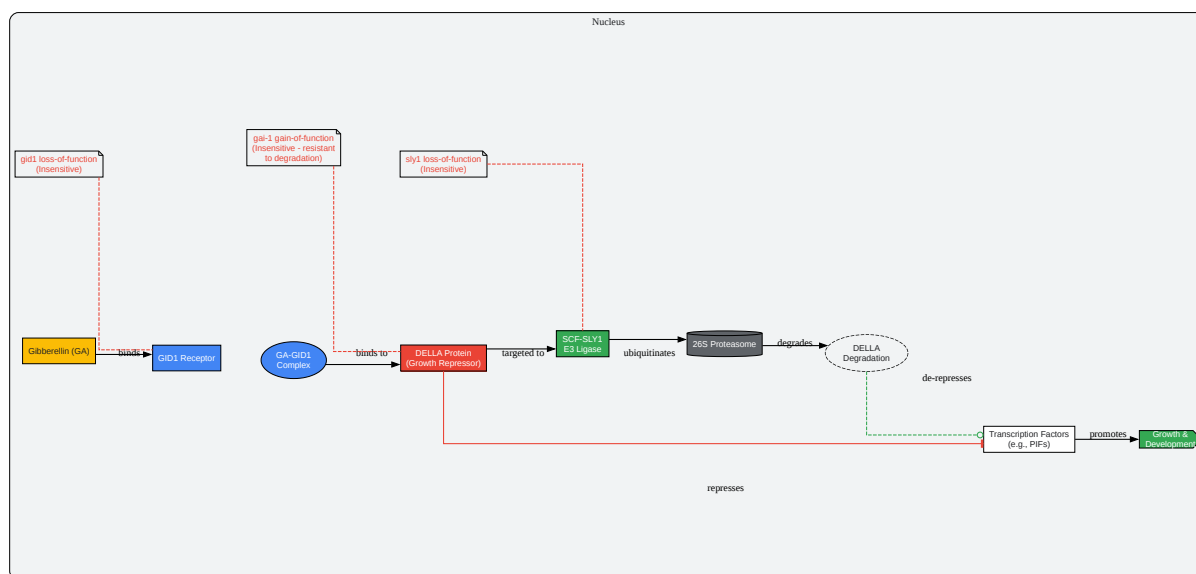 Nucleus
gai-1 gain-of-function
(Insensitive - resistant
to degradation)
gid1 loss-of-function
(Insensitive)
sly1 loss-of-function
(Insensitive)
Gibberellin (GA)
binds
GID1 Receptor
GA-GID1
Complex
binds to
DELLA Protein
(Growth Repressor)
targeted to
SCF-SLY1
E3 Ligase
ubiquitinates
26S Proteasome
degrades
DELLA
Degradation
de-represses
Transcription Factors
(e.g., PIFs)
promotes
Growth &
Development
represses